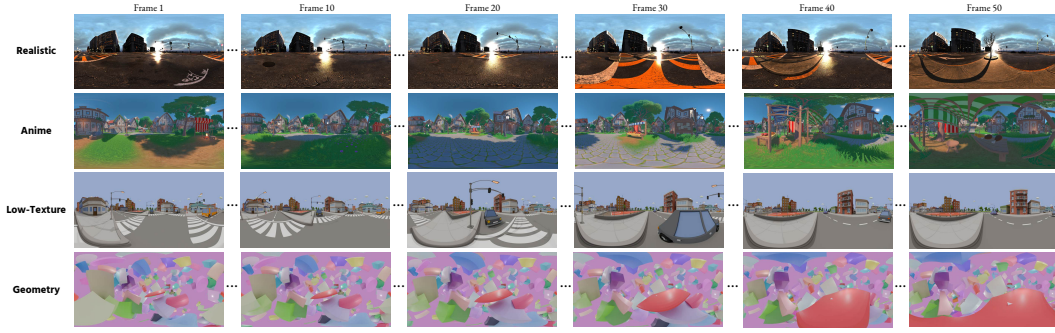 Frame 1 Frame 10 Frame 20 Frame 30 Frame 40 Frame 50
Realistic ... ... ... ... ...
Anime ... ... ... ... ...
Low-Texture ... ... ... ... ...
Geometry ... ... ... ... ...